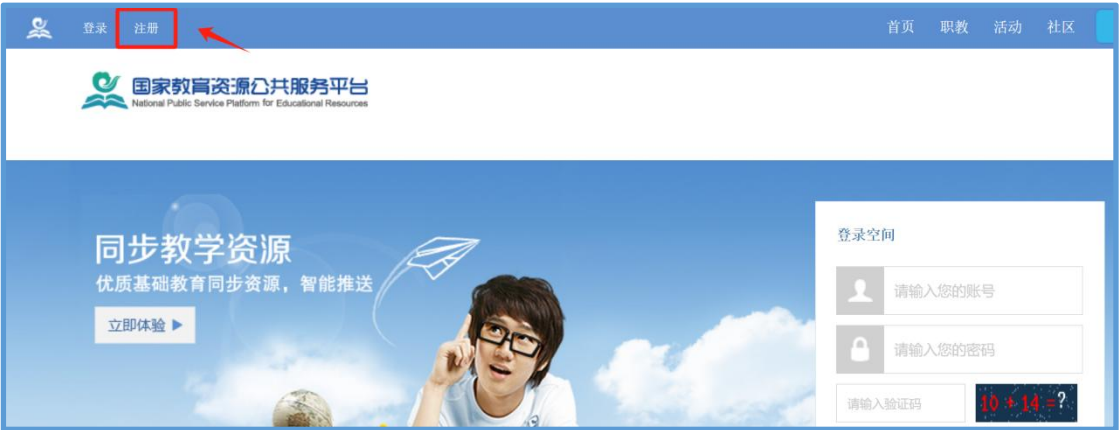 登录 注册 首页 职教 活动 社区
国家教育资源公共服务平台
National Public Service Platform for Educational Resources
同步教学资源
优质基础教育同步资源，智能推送
立即体验
登录空间
请输入您的账号
请输入您的密码
请输入验证码 10 + 14 = ?